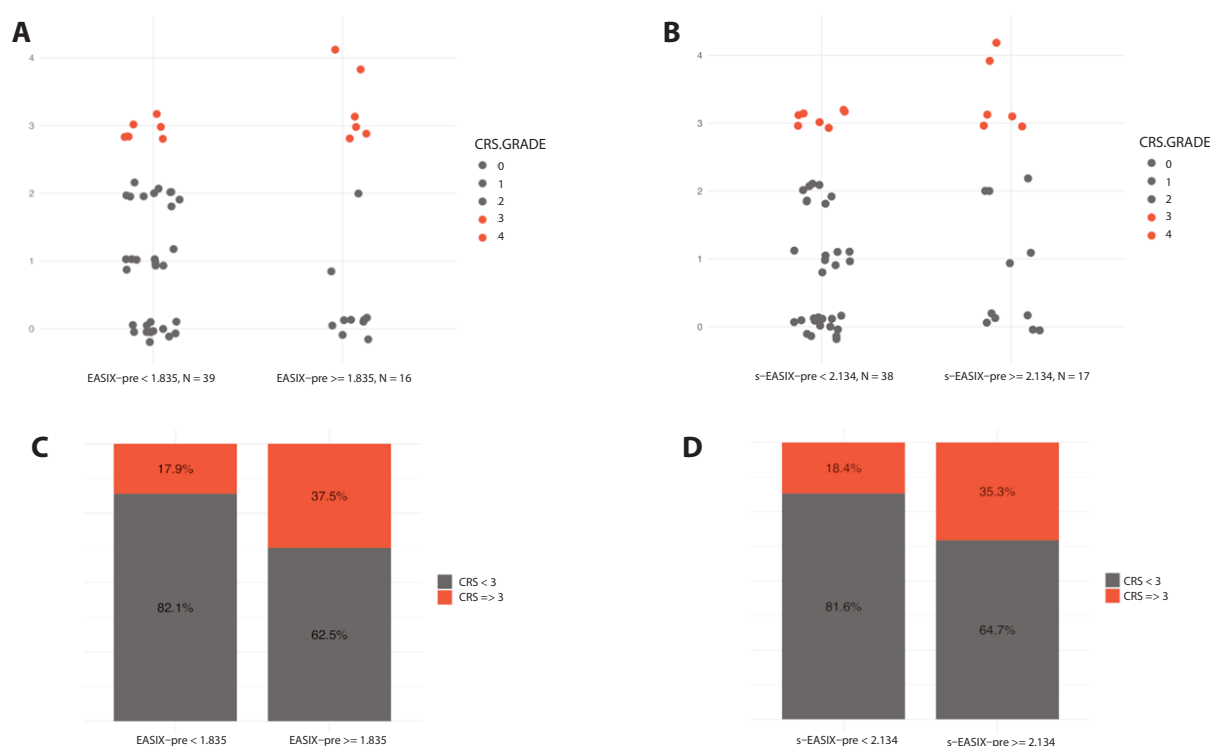 A
4
3
2
1
0
EASIX−pre < 1.835, N = 39
EASIX−pre >= 1.835, N = 16
CRS.GRADE
0
1
2
3
4
B
4
3
2
1
0
s−EASIX−pre < 2.134, N = 38
s−EASIX−pre >= 2.134, N = 17
CRS.GRADE
0
1
2
3
4
C
17.9%
37.5%
82.1%
62.5%
EASIX−pre < 1.835
EASIX−pre >= 1.835
CRS < 3
CRS => 3
D
18.4%
35.3%
81.6%
64.7%
s−EASIX−pre < 2.134
s−EASIX−pre >= 2.134
CRS < 3
CRS => 3